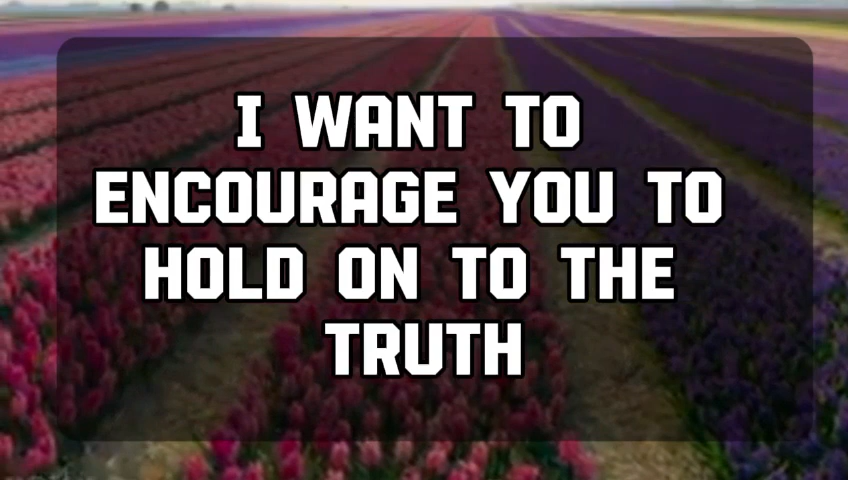 I WANT TO
ENCOURAGE YOU TO
HOLD ON TO THE
TRUTH